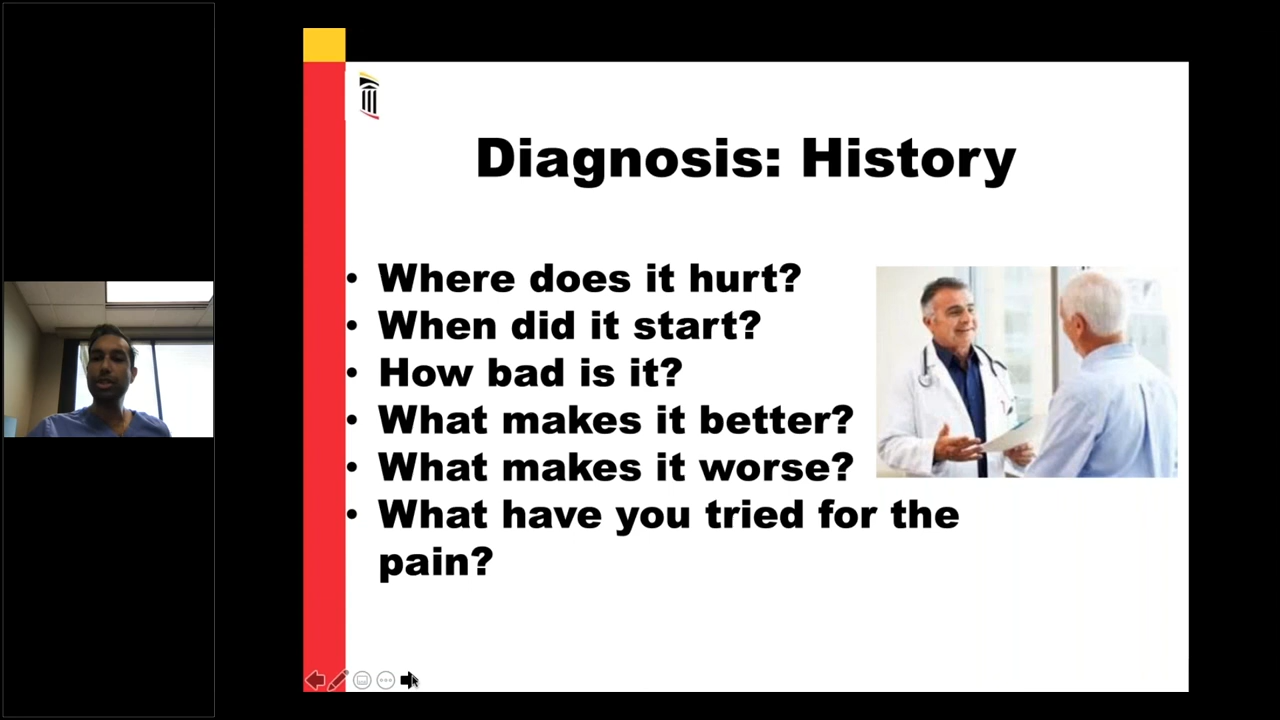 Diagnosis: History
• Where does it hurt?
• When did it start?
• How bad is it?
• What makes it better?
• What makes it worse?
• What have you tried for the
pain?